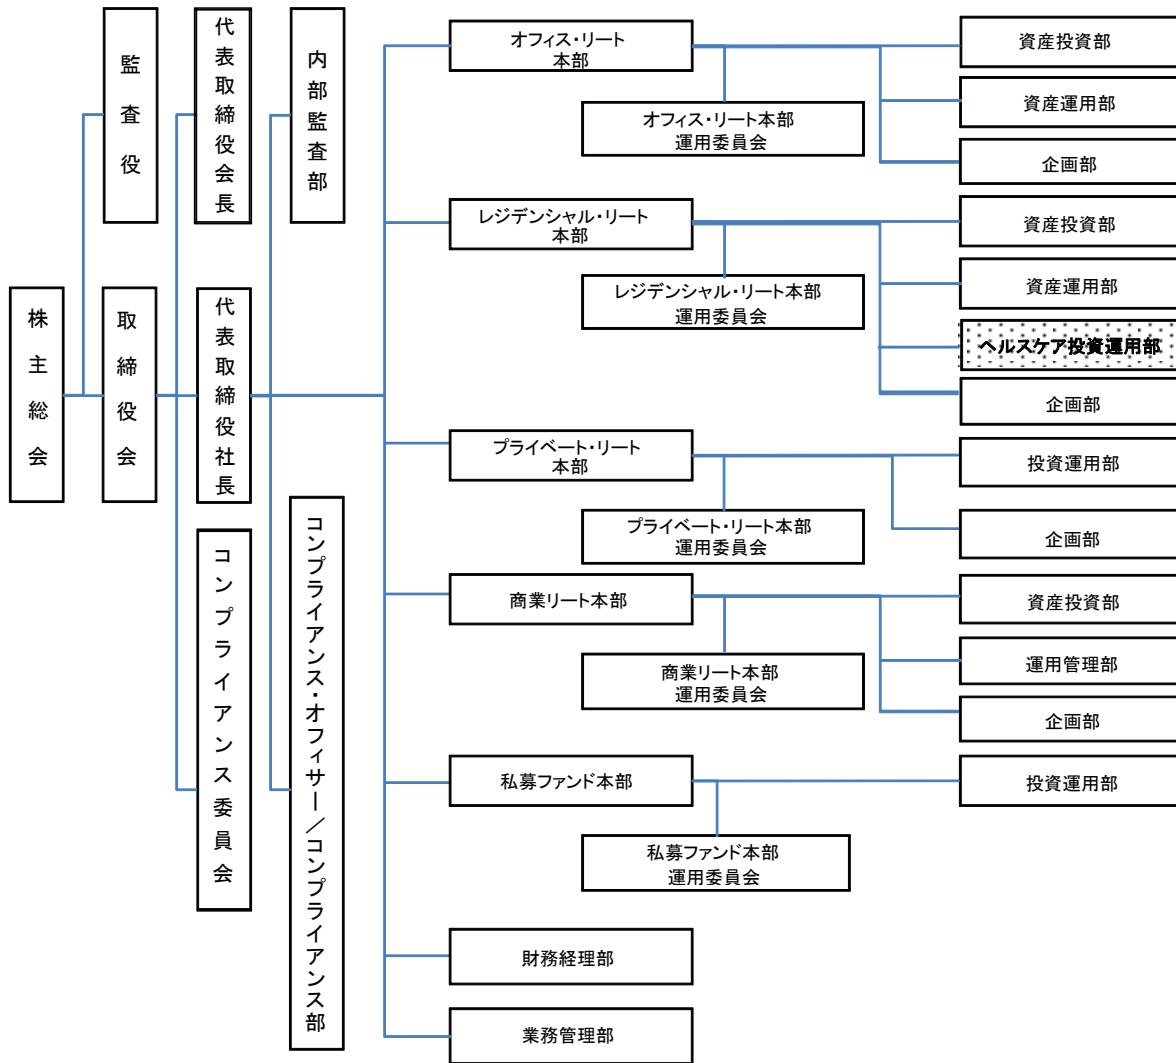 株主総会
監査役
取締役会
代表取締役会長
代表取締役社長
コンプライアンス委員会
内部監査部
コンプライアンス・オフィサー／コンプライアンス部
オフィス・リート
本部
オフィス・リート本部
運用委員会
資産投資部
資産運用部
企画部
レジデンシャル・リート
本部
レジデンシャル・リート本部
運用委員会
資産投資部
資産運用部
ヘルスケア投資運用部
企画部
プライベート・リート
本部
プライベート・リート本部
運用委員会
投資運用部
企画部
商業リート本部
商業リート本部
運用委員会
資産投資部
運用管理部
企画部
私募ファンド本部
私募ファンド本部
運用委員会
投資運用部
財務経理部
業務管理部